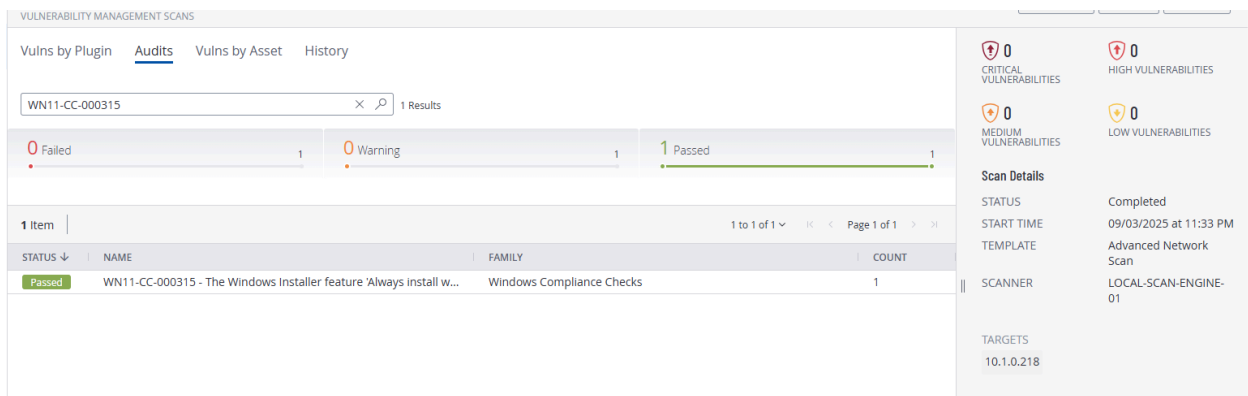 VULNERABILITY MANAGEMENT SCANS
Vulns by Plugin Audits Vulns by Asset History
WN11-CC-000315 1 Results
0 Failed 1 0 Warning 1 1 Passed 1
1 Item 1 to 1 of 1 Page 1 of 1
STATUS NAME FAMILY COUNT
Passed WN11-CC-000315 - The Windows Installer feature 'Always install w... Windows Compliance Checks 1
0 0
CRITICAL VULNERABILITIES HIGH VULNERABILITIES
0 0
MEDIUM VULNERABILITIES LOW VULNERABILITIES
Scan Details
STATUS Completed
START TIME 09/03/2025 at 11:33 PM
TEMPLATE Advanced Network Scan
SCANNER LOCAL-SCAN-ENGINE-01
TARGETS
10.1.0.218